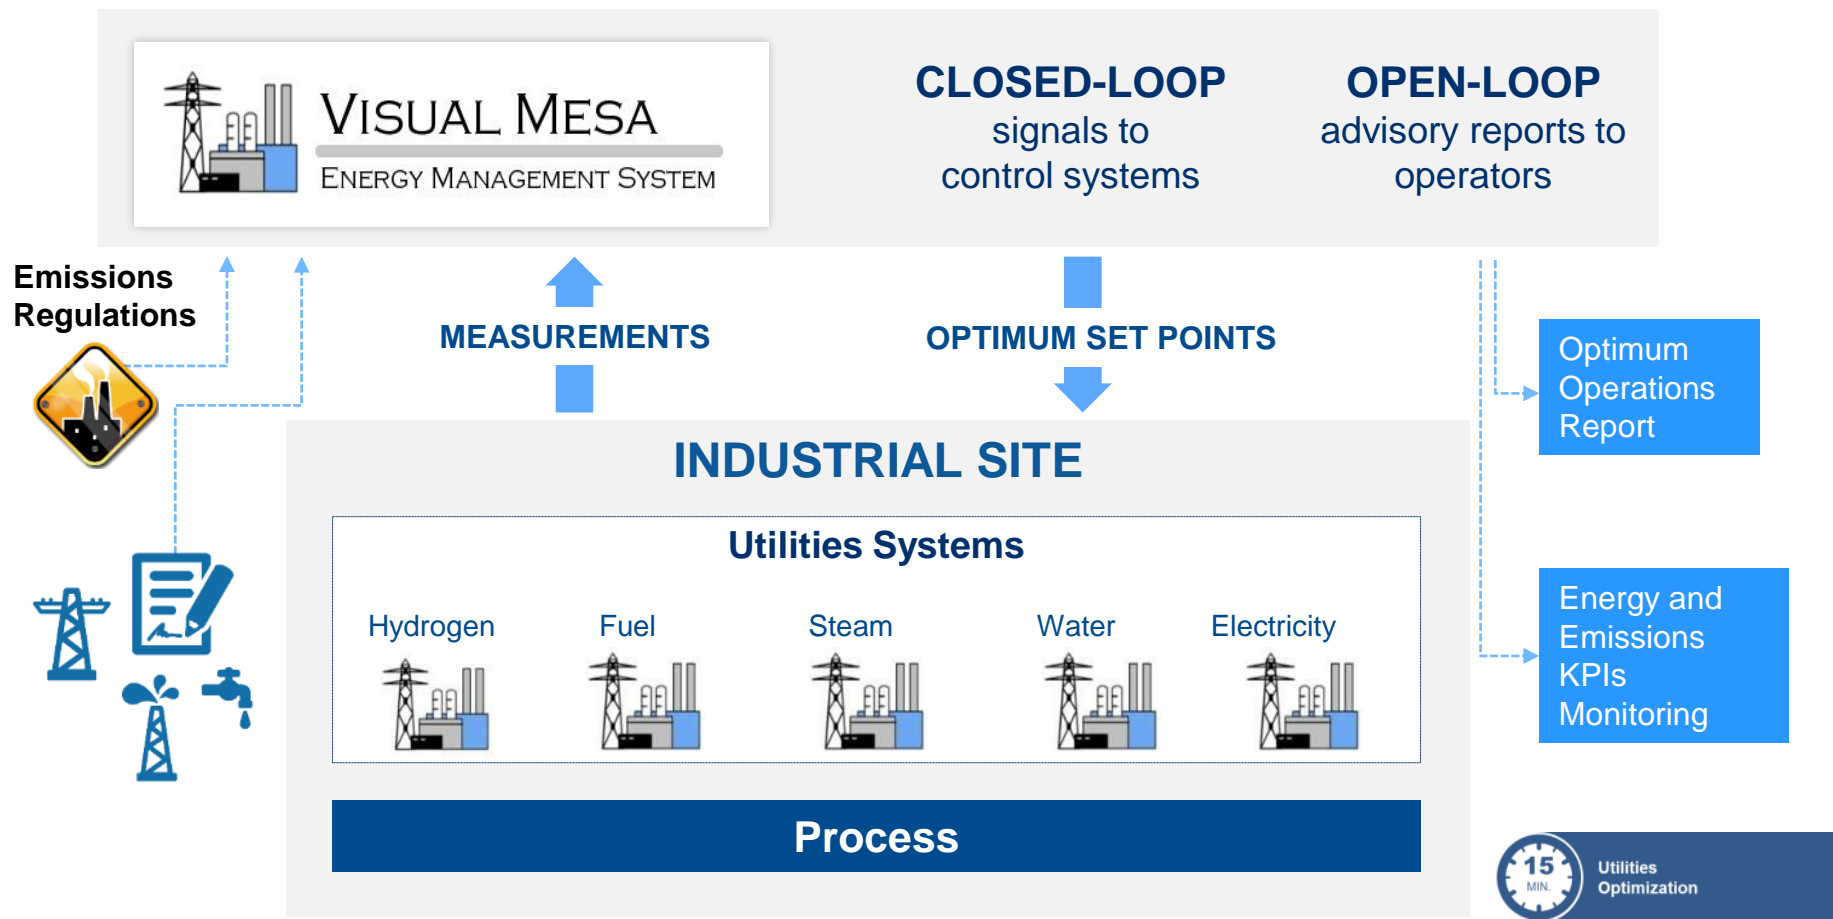 VISUAL MESA
ENERGY MANAGEMENT SYSTEM
CLOSED-LOOP
signals to
control systems
OPEN-LOOP
advisory reports to
operators
Emissions
Regulations
MEASUREMENTS
OPTIMUM SET POINTS
Optimum
Operations
Report
INDUSTRIAL SITE
Utilities Systems
Hydrogen
Fuel
Steam
Water
Electricity
Energy and
Emissions
KPIs
Monitoring
Process
15
MIN.
Utilities
Optimization